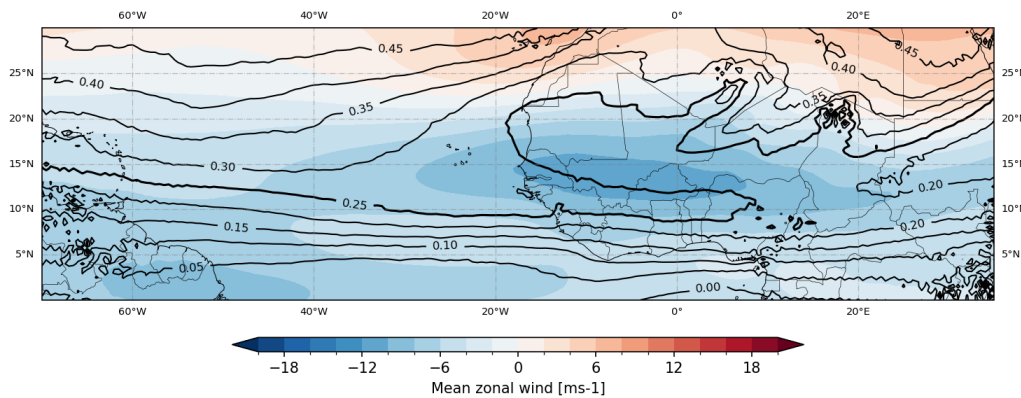 60°W 40°W 20°W 0° 20°E
0.45 0.45
0.40
25°N 0.40 25°N
0.35 0.35
20°N 20°N
15°N 0.30 15°N
0.20
0.25
10°N 10°N
0.15 0.20
0.10
5°N 5°N
0.05
0.00
60°W 40°W 20°W 0° 20°E
−18 −12 −6 0 6 12 18
Mean zonal wind [ms-1]